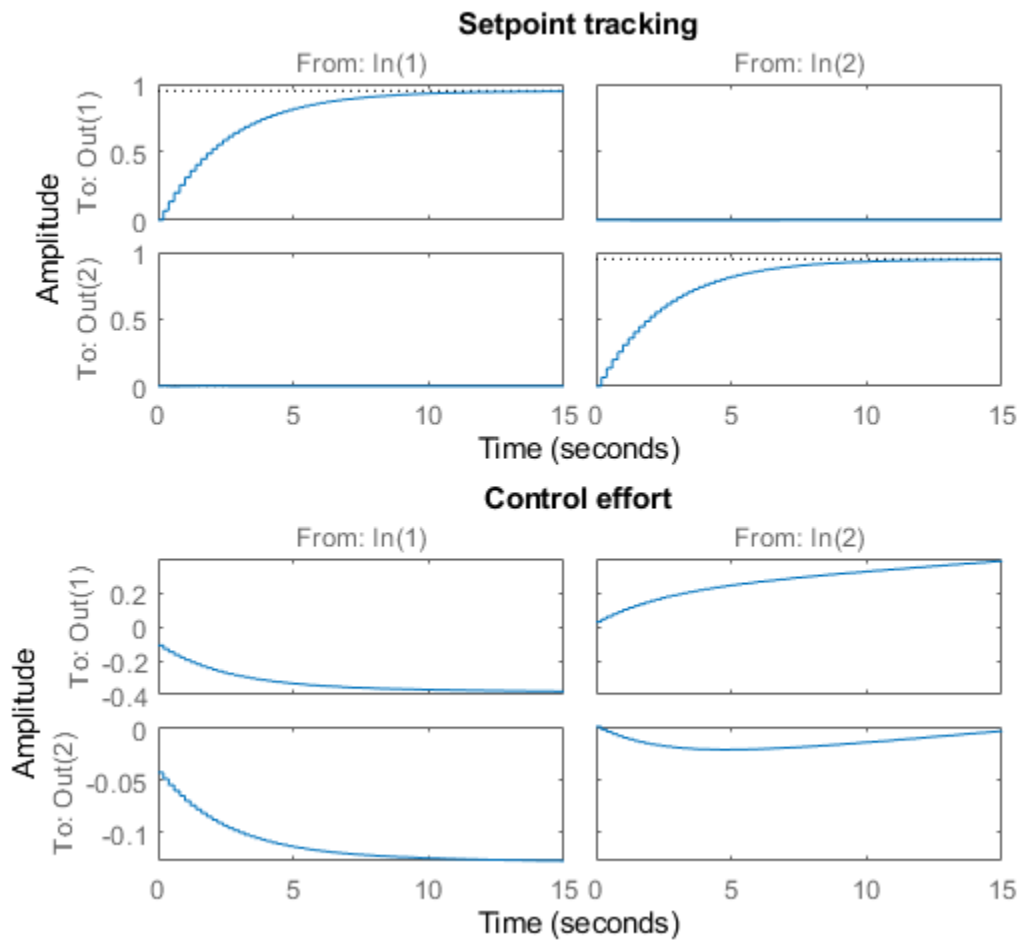 Setpoint tracking
From: In(1) From: In(2)
To: Out(1)
1
0.5
0
To: Out(2)
1
0.5
0
Amplitude
0 5 10 15 0 5 10 15
Time (seconds)
Control effort
From: In(1) From: In(2)
To: Out(1)
0.2
0
-0.2
-0.4
To: Out(2)
0
-0.05
-0.1
Amplitude
0 5 10 15 0 5 10 15
Time (seconds)